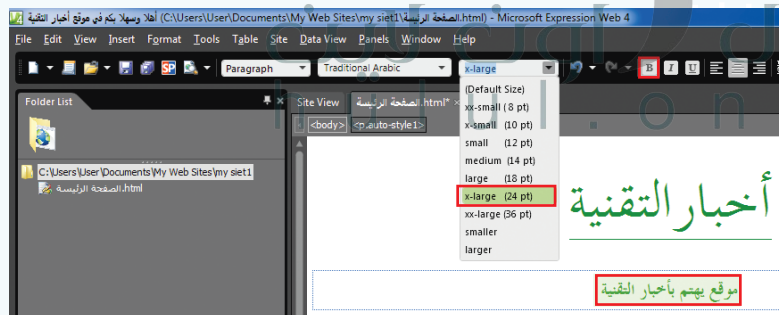 أهلا وسهلا بكم في موقع أخبار التقنية (C:\Users\User\Documents\My Web Sites\my siet1\الصفحة الرئيسة.html) - Microsoft Expression Web 4
File Edit View Insert Format Tools Table Site Data View Panels Window Help
Paragraph Traditional Arabic x-large B I U
Folder List
Site View الصفحة الرئيسة.html*
<body> <p.auto-style1>
C:\Users\User\Documents\My Web Sites\my siet1
الصفحة الرئيسة.html
(Default Size)
xx-small ( 8 pt)
x-small (10 pt)
small (12 pt)
medium (14 pt)
large (18 pt)
x-large (24 pt)
xx-large (36 pt)
smaller
larger
أخبار التقنية
موقع يهتم بأخبار التقنية